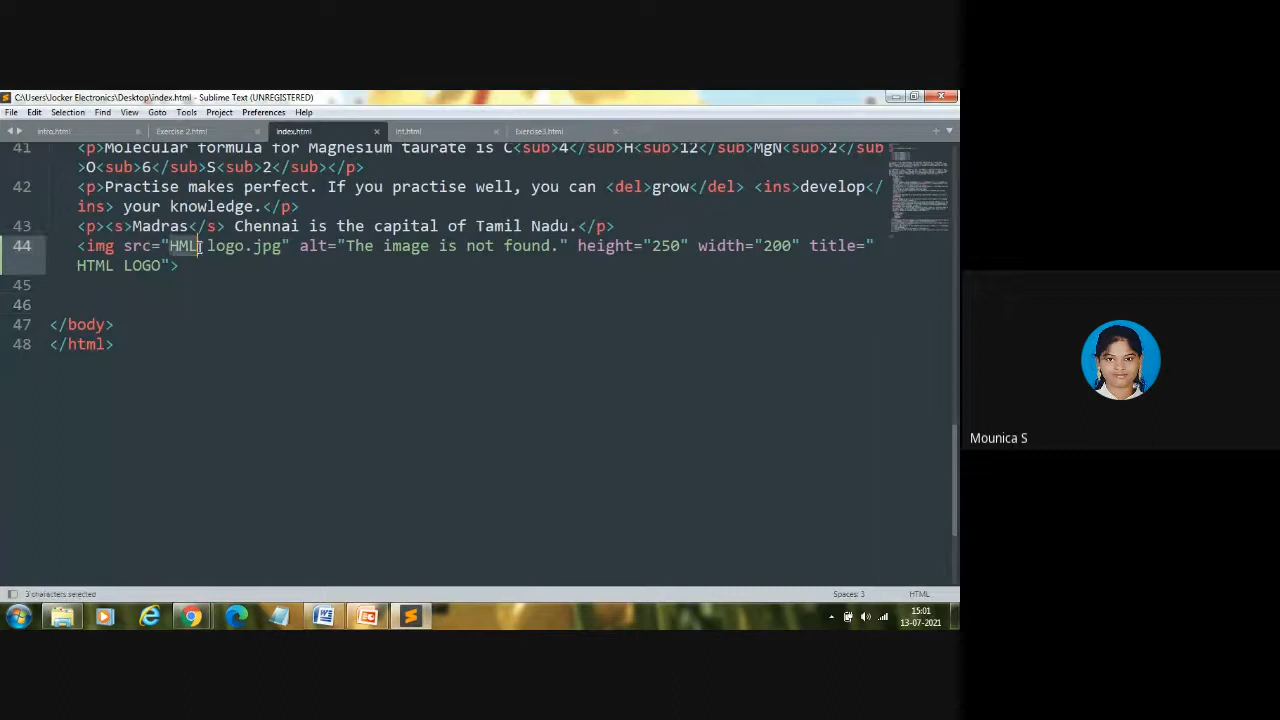 C:\Users\Jocker Electronics\Desktop\index.html - Sublime Text (UNREGISTERED)
File Edit Selection Find View Goto Tools Project Preferences Help
intro.html Exercise 2.html index.html int.html Exercise3.html
41 <p>Molecular formula for Magnesium taurate is C<sub>4</sub>H<sub>12</sub>MgN<sub>2</sub
>O<sub>6</sub>S<sub>2</sub></p>
42 <p>Practise makes perfect. If you practise well, you can <del>grow</del> <ins>develop</
ins> your knowledge.</p>
43 <p><s>Madras</s> Chennai is the capital of Tamil Nadu.</p>
44 <img src="HML logo.jpg" alt="The image is not found." height="250" width="200" title="
HTML LOGO">
45
46
47 </body>
48 </html>
Mounica S
3 characters selected Spaces: 3 HTML
15:01
13-07-2021